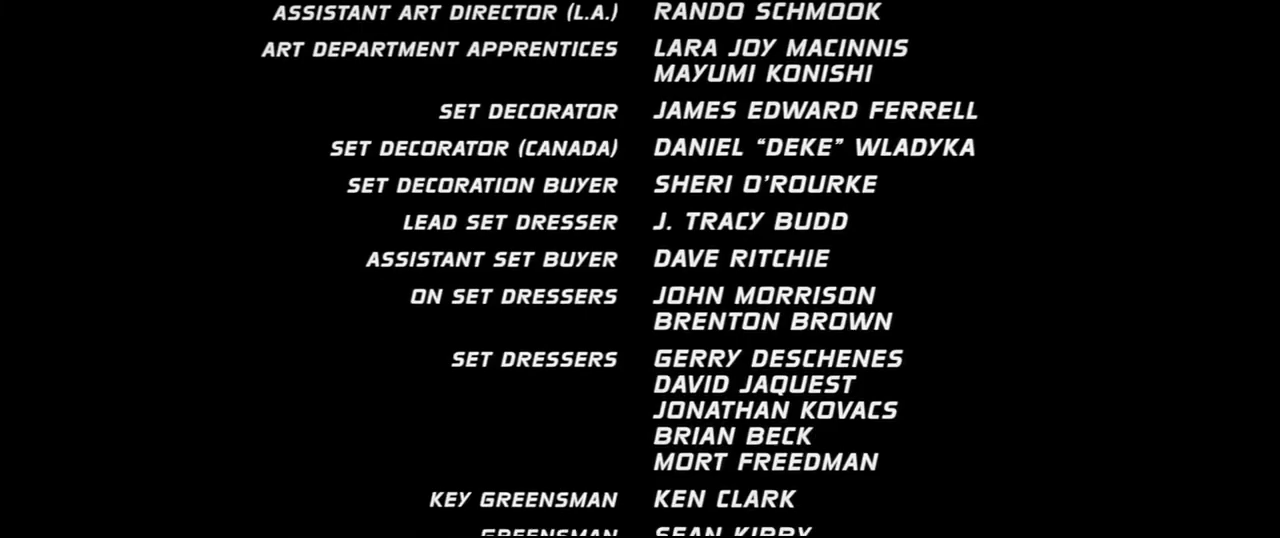 ASSISTANT ART DIRECTOR (L.A.) RANDO SCHMOOK
ART DEPARTMENT APPRENTICES LARA JOY MACINNIS
MAYUMI KONISHI
SET DECORATOR JAMES EDWARD FERRELL
SET DECORATOR (CANADA) DANIEL “DEKE” WLADYKA
SET DECORATION BUYER SHERI O’ROURKE
LEAD SET DRESSER J. TRACY BUDD
ASSISTANT SET BUYER DAVE RITCHIE
ON SET DRESSERS JOHN MORRISON
BRENTON BROWN
SET DRESSERS GERRY DESCHENES
DAVID JAQUEST
JONATHAN KOVACS
BRIAN BECK
MORT FREEDMAN
KEY GREENSMAN KEN CLARK
GREENSMAN SEAN KIRBY